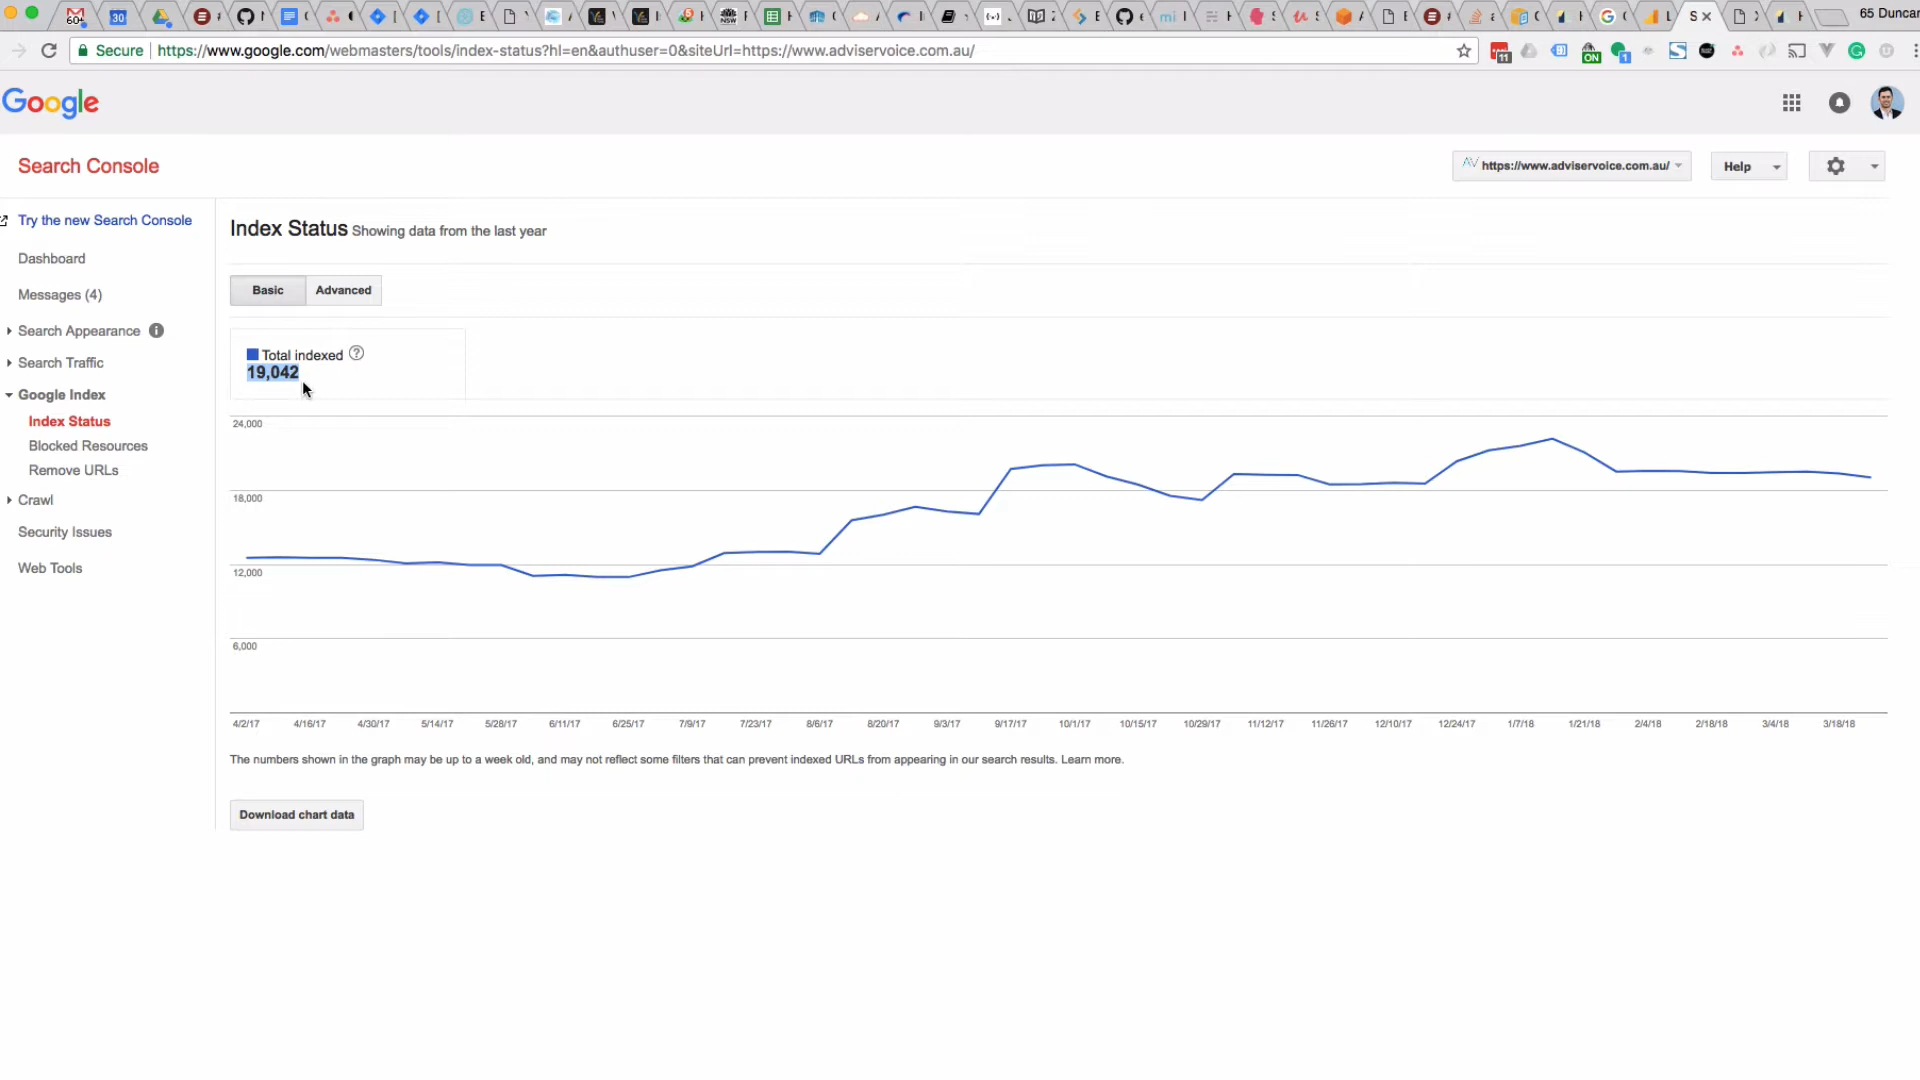 65 Duncan
Secure https://www.google.com/webmasters/tools/index-status?hl=en&authuser=0&siteUrl=https://www.adviservoice.com.au/
Google
Search Console
https://www.adviservoice.com.au/
Help
Try the new Search Console
Dashboard
Messages (4)
Search Appearance
Search Traffic
Google Index
Index Status
Blocked Resources
Remove URLs
Crawl
Security Issues
Web Tools
Index Status Showing data from the last year
Basic Advanced
Total indexed
19,042
24,000
18,000
12,000
6,000
4/2/17 4/16/17 4/30/17 5/14/17 5/28/17 6/11/17 6/25/17 7/9/17 7/23/17 8/6/17 8/20/17 9/3/17 9/17/17 10/1/17 10/15/17 10/29/17 11/12/17 11/26/17 12/10/17 12/24/17 1/7/18 1/21/18 2/4/18 2/18/18 3/4/18 3/18/18
The numbers shown in the graph may be up to a week old, and may not reflect some filters that can prevent indexed URLs from appearing in our search results. Learn more.
Download chart data